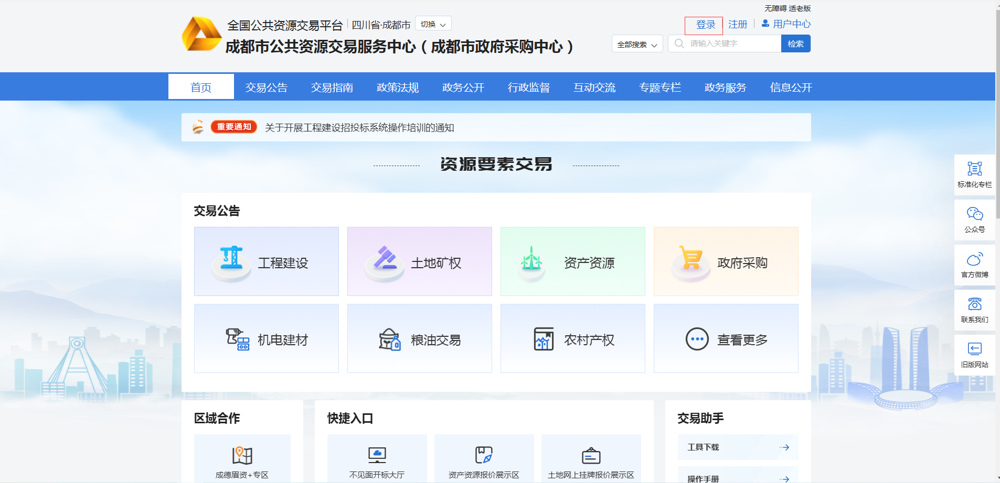 无障碍 适老版
全国公共资源交易平台 四川省·成都市 切换
登录 注册 用户中心
成都市公共资源交易服务中心（成都市政府采购中心）
全部搜索 请输入关键字 检索
首页 交易公告 交易指南 政策法规 政务公开 行政监督 互动交流 专题专栏 政务服务 信息公开
重要通知 关于开展工程建设招投标系统操作培训的通知
资源要素交易
交易公告
工程建设 土地矿权 资产资源 政府采购
机电建材 粮油交易 农村产权 查看更多
标准化专栏
公众号
官方微博
联系我们
旧版网站
区域合作
成德眉资+专区
快捷入口
不见面开标大厅 资产资源报价展示区 土地网上挂牌报价展示区
交易助手
工具下载
操作手册